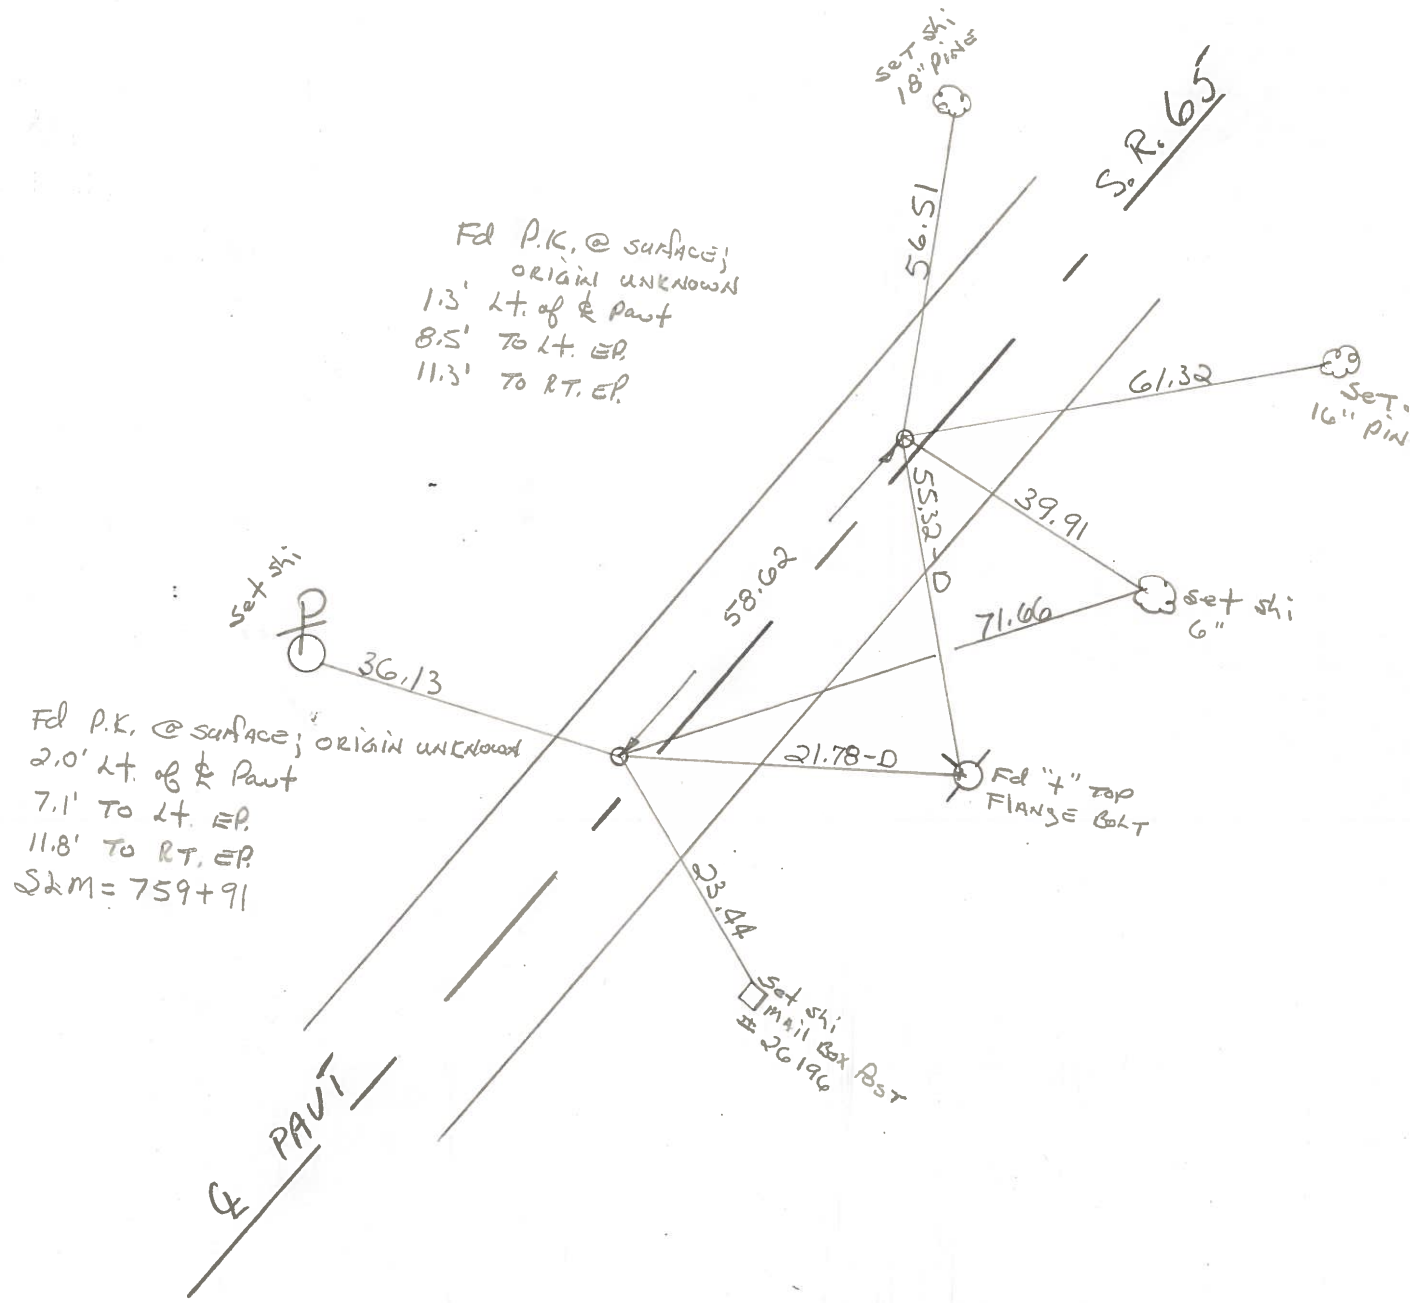 set shi
18" PINE
S.R. 65
56.51
Fd P.K. @ SURFACE;
ORIGIN UNKNOWN
1.3' Lt. of ℄ Pavt
8.5' TO Lt. EP.
11.3' TO RT. EP.
61.32
SET.
16" PIN
55.32-D
39.91
58.62
set shi
P
71.66
set shi
6"
36.13
Fd P.K. @ SURFACE; ORIGIN UNKNOWN
2.0' Lt. of ℄ Pavt
7.1' TO Lt. EP.
11.8' TO RT. EP.
SLM = 759+91
21.78-D
Fd "+" TOP
FLANGE BOLT
23.44
Set shi
MAIL BOX POST
# 26196
℄ PAV'T